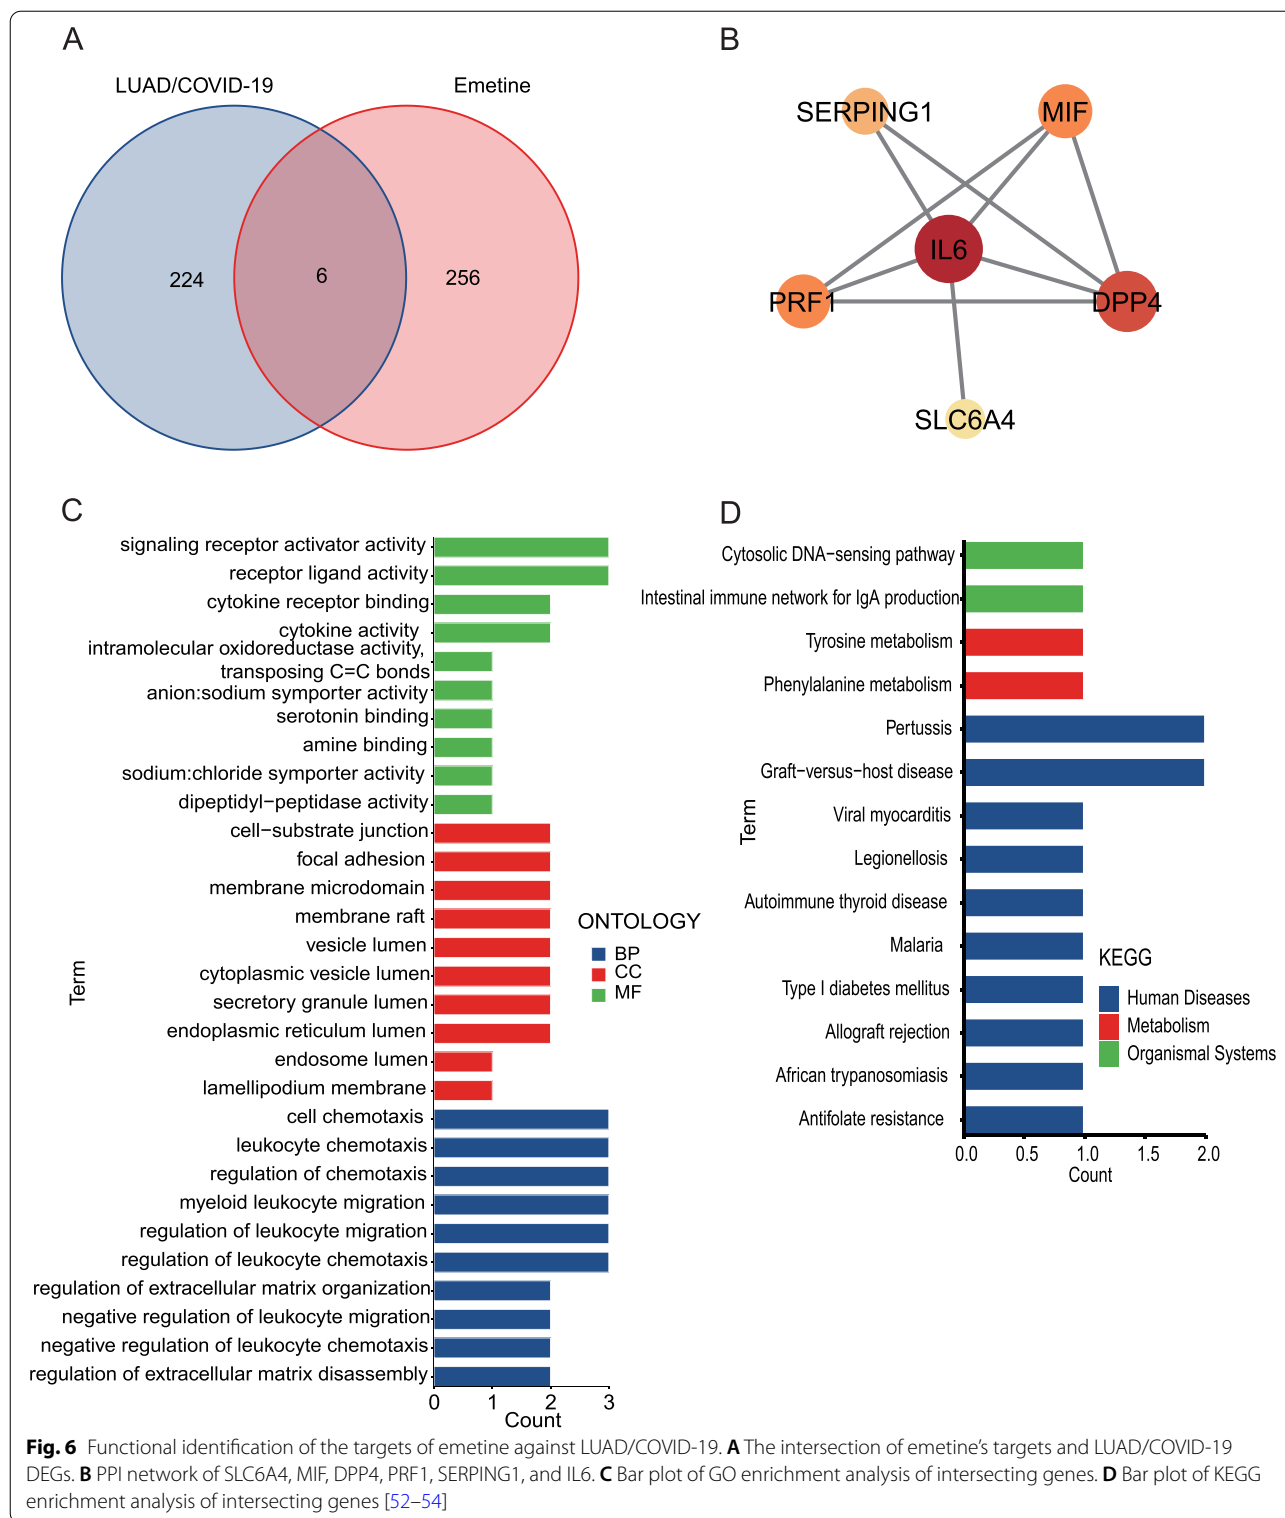 A
LUAD/COVID-19
Emetine
224
6
256
B
SERPING1
MIF
IL6
PRF1
DPP4
SLC6A4
C
signaling receptor activator activity
receptor ligand activity
cytokine receptor binding
cytokine activity
intramolecular oxidoreductase activity,
transposing C=C bonds
anion:sodium symporter activity
serotonin binding
amine binding
sodium:chloride symporter activity
dipeptidyl−peptidase activity
cell−substrate junction
focal adhesion
membrane microdomain
membrane raft
vesicle lumen
cytoplasmic vesicle lumen
secretory granule lumen
endoplasmic reticulum lumen
endosome lumen
lamellipodium membrane
cell chemotaxis
leukocyte chemotaxis
regulation of chemotaxis
myeloid leukocyte migration
regulation of leukocyte migration
regulation of leukocyte chemotaxis
regulation of extracellular matrix organization
negative regulation of leukocyte migration
negative regulation of leukocyte chemotaxis
regulation of extracellular matrix disassembly
Term
0 1 2 3
Count
ONTOLOGY
BP
CC
MF
D
Cytosolic DNA−sensing pathway
Intestinal immune network for IgA production
Tyrosine metabolism
Phenylalanine metabolism
Pertussis
Graft−versus−host disease
Viral myocarditis
Legionellosis
Autoimmune thyroid disease
Malaria
Type I diabetes mellitus
Allograft rejection
African trypanosomiasis
Antifolate resistance
Term
0.0 0.5 1.0 1.5 2.0
Count
KEGG
Human Diseases
Metabolism
Organismal Systems
Fig. 6 Functional identification of the targets of emetine against LUAD/COVID-19. A The intersection of emetine's targets and LUAD/COVID-19
DEGs. B PPI network of SLC6A4, MIF, DPP4, PRF1, SERPING1, and IL6. C Bar plot of GO enrichment analysis of intersecting genes. D Bar plot of KEGG
enrichment analysis of intersecting genes [52–54]